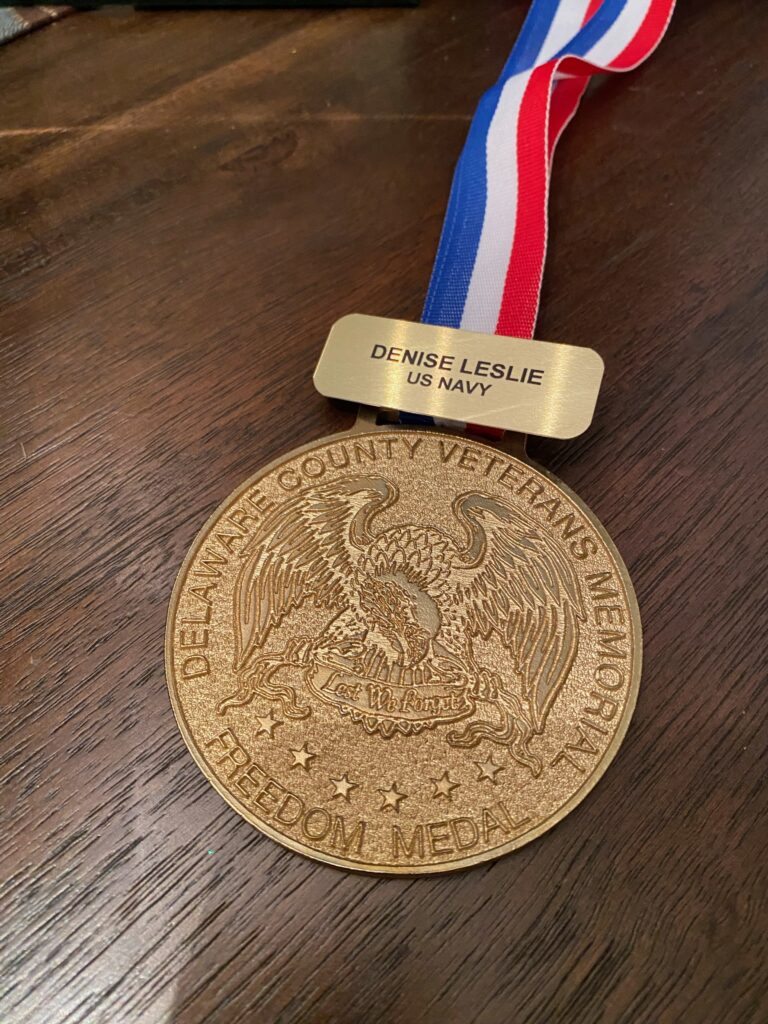 DENISE LESLIE
US NAVY
DELAWARE COUNTY VETERANS MEMORIAL
Lest We Forget
FREEDOM MEDAL